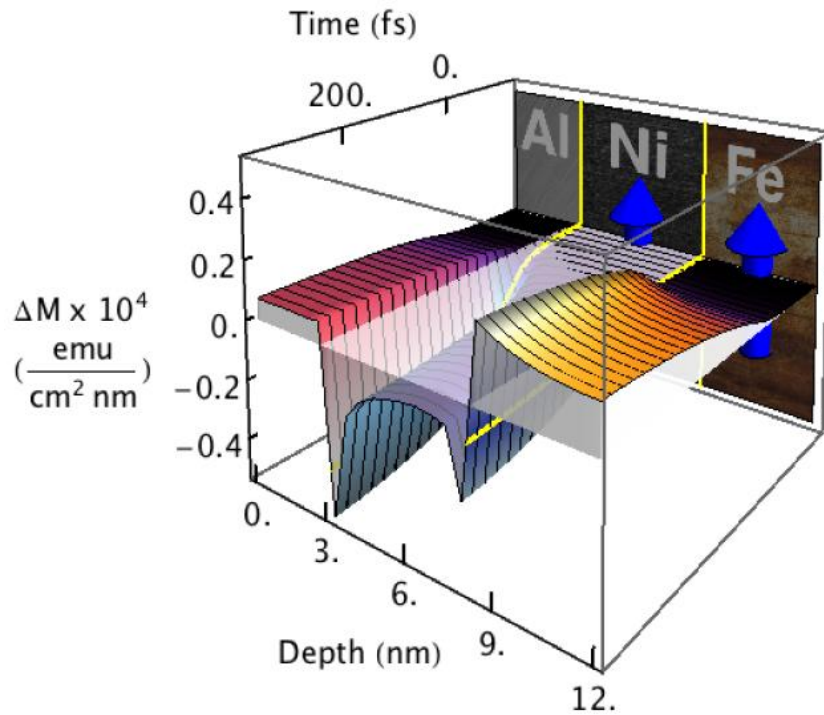 Time (fs)
200.
0.
Al
Ni
Fe
0.4
0.2
0.
−0.2
−0.4
ΔM x 10⁴
(emu/cm² nm)
0.
3.
6.
9.
12.
Depth (nm)